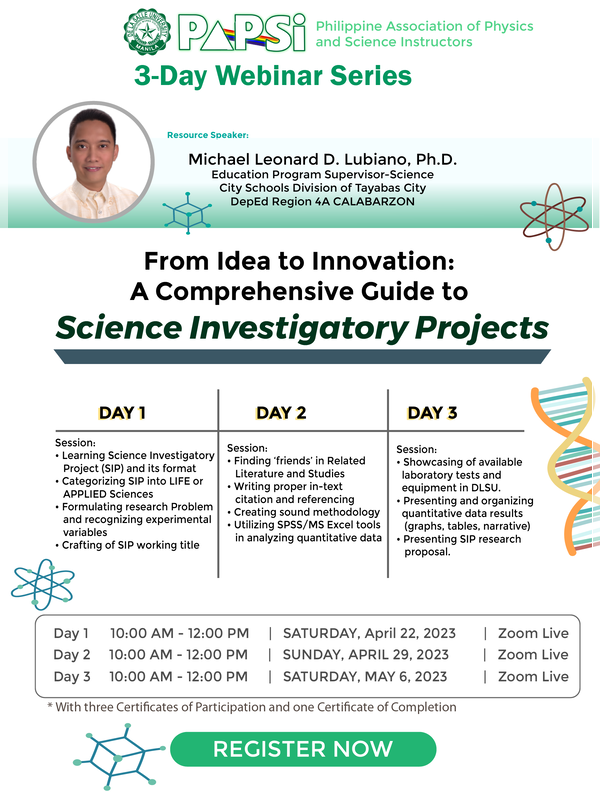 DE LA SALLE UNIVERSITY
MANILA
PAPSi
Philippine Association of Physics
and Science Instructors
3-Day Webinar Series
Resource Speaker:
Michael Leonard D. Lubiano, Ph.D.
Education Program Supervisor-Science
City Schools Division of Tayabas City
DepEd Region 4A CALABARZON
From Idea to Innovation:
A Comprehensive Guide to
Science Investigatory Projects
DAY 1
Session:
• Learning Science Investigatory
Project (SIP) and its format
• Categorizing SIP into LIFE or
APPLIED Sciences
• Formulating research Problem
and recognizing experimental
variables
• Crafting of SIP working title
DAY 2
Session:
• Finding ‘friends’ in Related
Literature and Studies
• Writing proper in-text
citation and referencing
• Creating sound methodology
• Utilizing SPSS/MS Excel tools
in analyzing quantitative data
DAY 3
Session:
• Showcasing of available
laboratory tests and
equipment in DLSU.
• Presenting and organizing
quantitative data results
(graphs, tables, narrative)
• Presenting SIP research
proposal.
Day 1 10:00 AM - 12:00 PM | SATURDAY, April 22, 2023 | Zoom Live
Day 2 10:00 AM - 12:00 PM | SUNDAY, APRIL 29, 2023 | Zoom Live
Day 3 10:00 AM - 12:00 PM | SATURDAY, MAY 6, 2023 | Zoom Live
* With three Certificates of Participation and one Certificate of Completion
REGISTER NOW